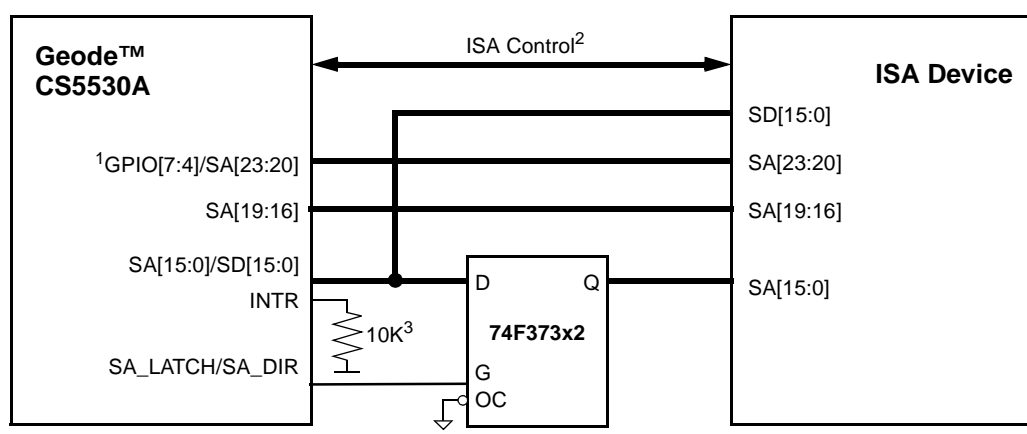 Geode™
CS5530A
ISA Control²
ISA Device
SD[15:0]
¹GPIO[7:4]/SA[23:20]
SA[23:20]
SA[19:16]
SA[19:16]
SA[15:0]/SD[15:0]
D
Q
SA[15:0]
INTR
10K³
74F373x2
SA_LATCH/SA_DIR
G
OC